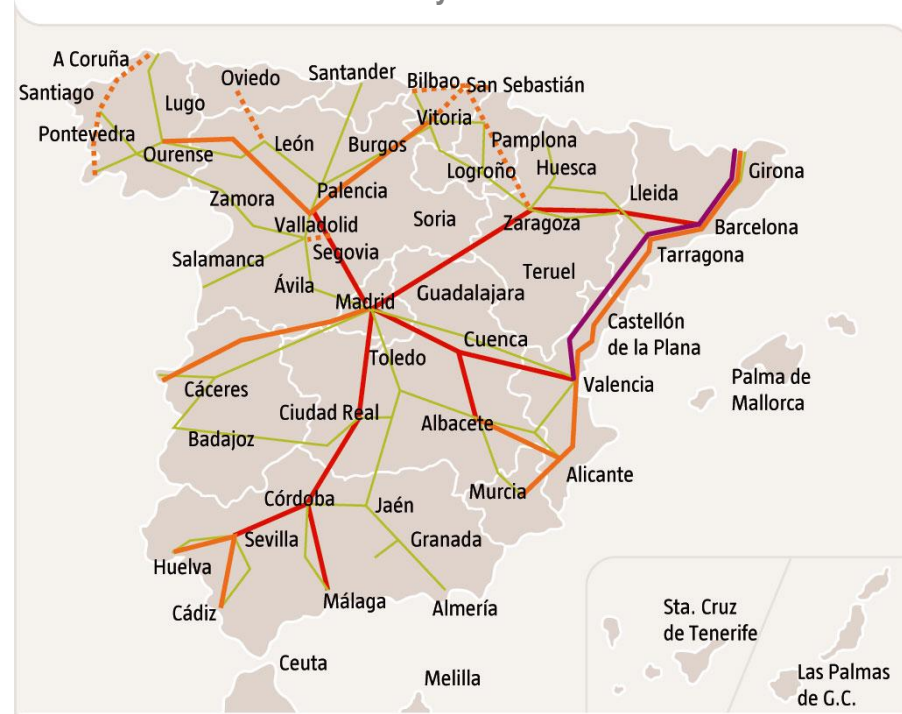 y
A Coruña
Oviedo
Santander
Bilbao
San Sebastián
Santiago
Lugo
Vitoria
Pontevedra
León
Burgos
Pamplona
Ourense
Huesca
Logroño
Girona
Zamora
Palencia
Lleida
Valladolid
Soria
Zaragoza
Barcelona
Segovia
Tarragona
Salamanca
Teruel
Ávila
Guadalajara
Madrid
Castellón
de la Plana
Cuenca
Toledo
Valencia
Palma de
Mallorca
Cáceres
Ciudad Real
Albacete
Badajoz
Alicante
Murcia
Córdoba
Jaén
Sevilla
Granada
Huelva
Cádiz
Málaga
Almería
Sta. Cruz
de Tenerife
Ceuta
Melilla
Las Palmas
de G.C.